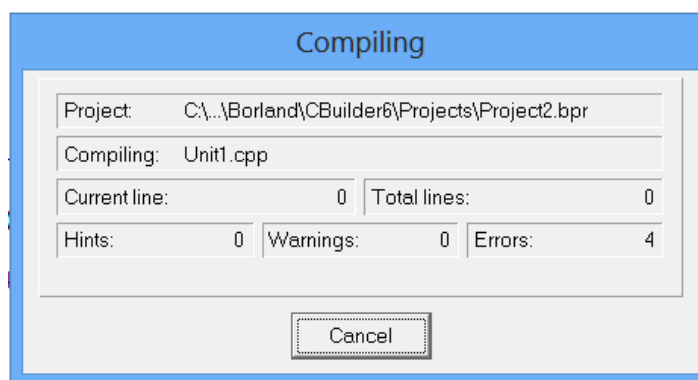 Compiling
Project: C:\...\Borland\CBuilder6\Projects\Project2.bpr
Compiling: Unit1.cpp
Current line: 0 Total lines: 0
Hints: 0 Warnings: 0 Errors: 4
Cancel